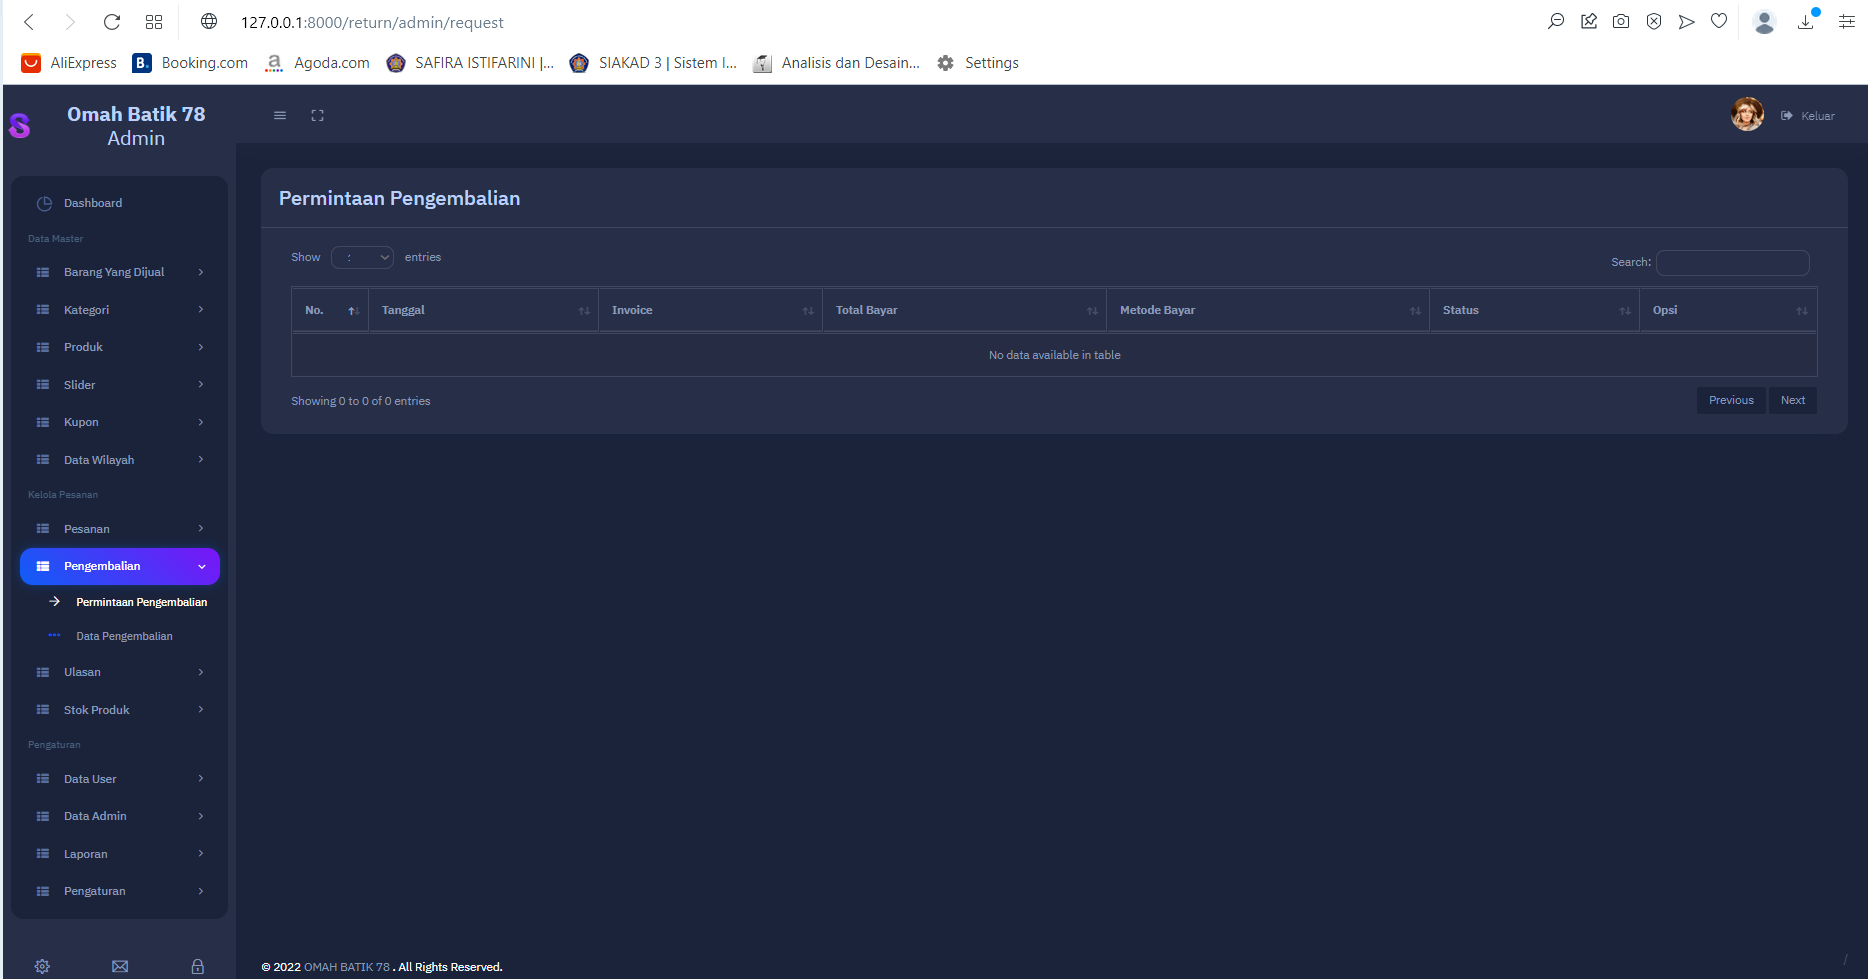 127.0.0.1:8000/return/admin/request
AliExpress
B.
Booking.com
a
Agoda.com
SAFIRA ISTIFARINI |...
SIAKAD 3 | Sistem I...
Analisis dan Desain...
Settings
Omah Batik 78
Admin
Keluar
Dashboard
Data Master
Barang Yang Dijual
Kategori
Produk
Slider
Kupon
Data Wilayah
Kelola Pesanan
Pesanan
Pengembalian
Permintaan Pengembalian
Data Pengembalian
Ulasan
Stok Produk
Pengaturan
Data User
Data Admin
Laporan
Pengaturan
Permintaan Pengembalian
Show entries
Search:
No. Tanggal Invoice Total Bayar Metode Bayar Status Opsi
No data available in table
Showing 0 to 0 of 0 entries
Previous Next
© 2022 OMAH BATIK 78 . All Rights Reserved.
/